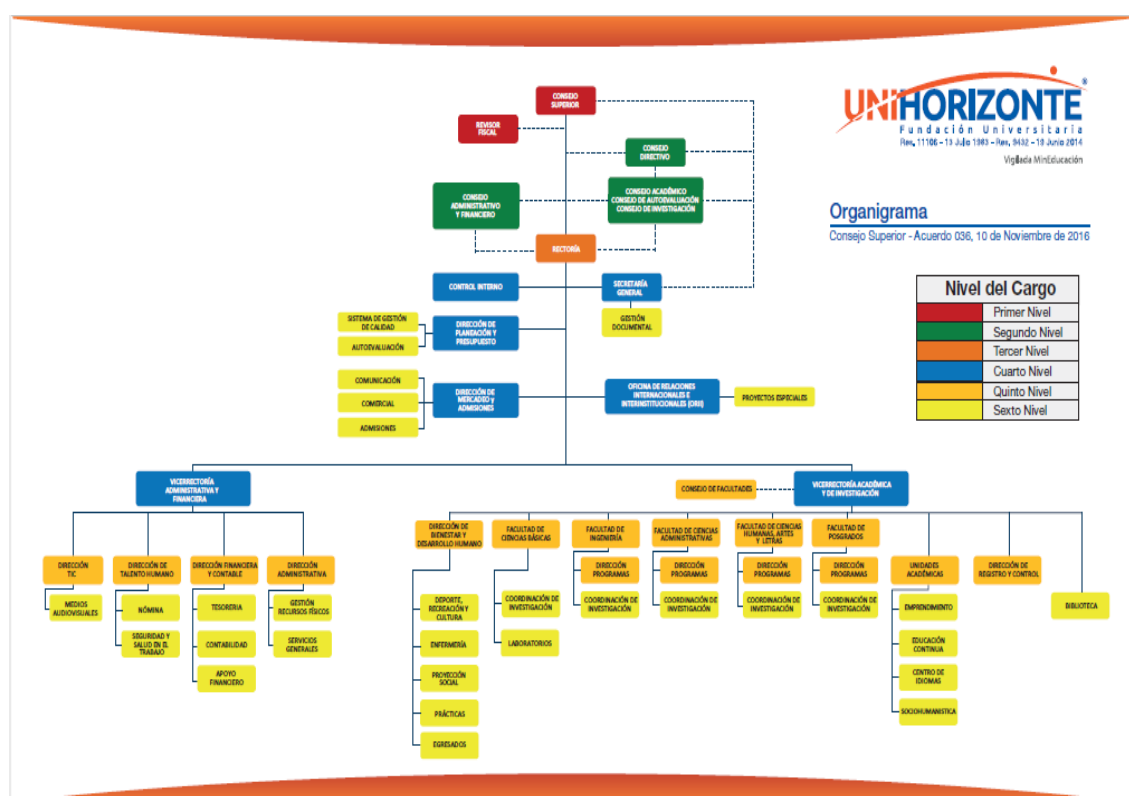 CONSEJO
SUPERIOR
REVISOR
FISCAL
CONSEJO
DIRECTIVO
CONSEJO
ADMINISTRATIVO
Y FINANCIERO
CONSEJO ACADÉMICO
CONSEJO DE AUTOEVALUACIÓN
CONSEJO DE INVESTIGACIÓN
RECTORÍA
UNIHORIZONTE
®
Fundación Universitaria
Res. 11106 - 13 Julio 1983 - Res. 9432 - 19 Junio 2014
Vigilada MinEducación
Organigrama
Consejo Superior - Acuerdo 036, 10 de Noviembre de 2016
Nivel del Cargo
Primer Nivel
Segundo Nivel
Tercer Nivel
Cuarto Nivel
Quinto Nivel
Sexto Nivel
CONTROL INTERNO
SECRETARÍA
GENERAL
GESTIÓN
DOCUMENTAL
SISTEMA DE GESTIÓN
DE CALIDAD
AUTOEVALUACIÓN
DIRECCIÓN DE
PLANEACIÓN Y
PRESUPUESTO
COMUNICACIÓN
COMERCIAL
ADMISIONES
DIRECCIÓN DE
MERCADEO y
ADMISIONES
OFICINA DE RELACIONES
INTERNACIONALES E
INTERINSTITUCIONALES (ORII)
PROYECTOS ESPECIALES
VICERRECTORÍA
ADMINISTRATIVA Y
FINANCIERA
CONSEJO DE FACULTADES
VICERRECTORÍA ACADÉMICA
Y DE INVESTIGACIÓN
DIRECCIÓN
TIC
MEDIOS
AUDIOVISUALES
DIRECCIÓN DE
TALENTO HUMANO
NÓMINA
SEGURIDAD Y
SALUD EN EL
TRABAJO
DIRECCIÓN FINANCIERA
Y CONTABLE
TESORERIA
CONTABILIDAD
APOYO
FINANCIERO
DIRECCIÓN
ADMINISTRATIVA
GESTIÓN
RECURSOS FÍSICOS
SERVICIOS
GENERALES
DIRECCIÓN DE
BIENESTAR Y
DESARROLLO HUMANO
DEPORTE,
RECREACIÓN Y
CULTURA
ENFERMERÍA
PROYECCIÓN
SOCIAL
PRÁCTICAS
EGRESADOS
FACULTAD DE
CIENCIAS BÁSICAS
COORDINACIÓN DE
INVESTIGACIÓN
LABORATORIOS
FACULTAD DE
INGENIERÍA
DIRECCIÓN
PROGRAMAS
COORDINACIÓN DE
INVESTIGACIÓN
FACULTAD DE CIENCIAS
ADMINISTRATIVAS
DIRECCIÓN
PROGRAMAS
COORDINACIÓN DE
INVESTIGACIÓN
FACULTAD DE CIENCIAS
HUMANAS, ARTES
Y LETRAS
DIRECCIÓN
PROGRAMAS
COORDINACIÓN DE
INVESTIGACIÓN
FACULTAD DE
POSGRADOS
DIRECCIÓN
PROGRAMAS
COORDINACIÓN DE
INVESTIGACIÓN
UNIDADES
ACADÉMICAS
EMPRENDIMIENTO
EDUCACIÓN
CONTINUA
CENTRO DE
IDIOMAS
SOCIOHUMANISTICA
DIRECCIÓN DE
REGISTRO Y CONTROL
BIBLIOTECA